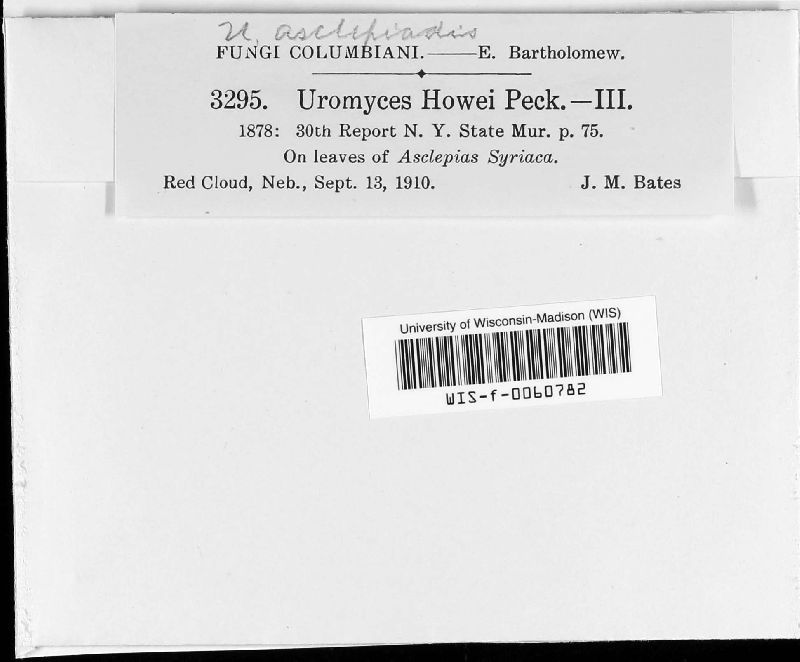 U. asclepiadis
FUNGI COLUMBIANI.——E. Bartholomew.
3295. Uromyces Howei Peck.—III.
1878: 30th Report N. Y. State Mur. p. 75.
On leaves of Asclepias Syriaca.
Red Cloud, Neb., Sept. 13, 1910. J. M. Bates
University of Wisconsin-Madison (WIS)
WIS-f-0060782